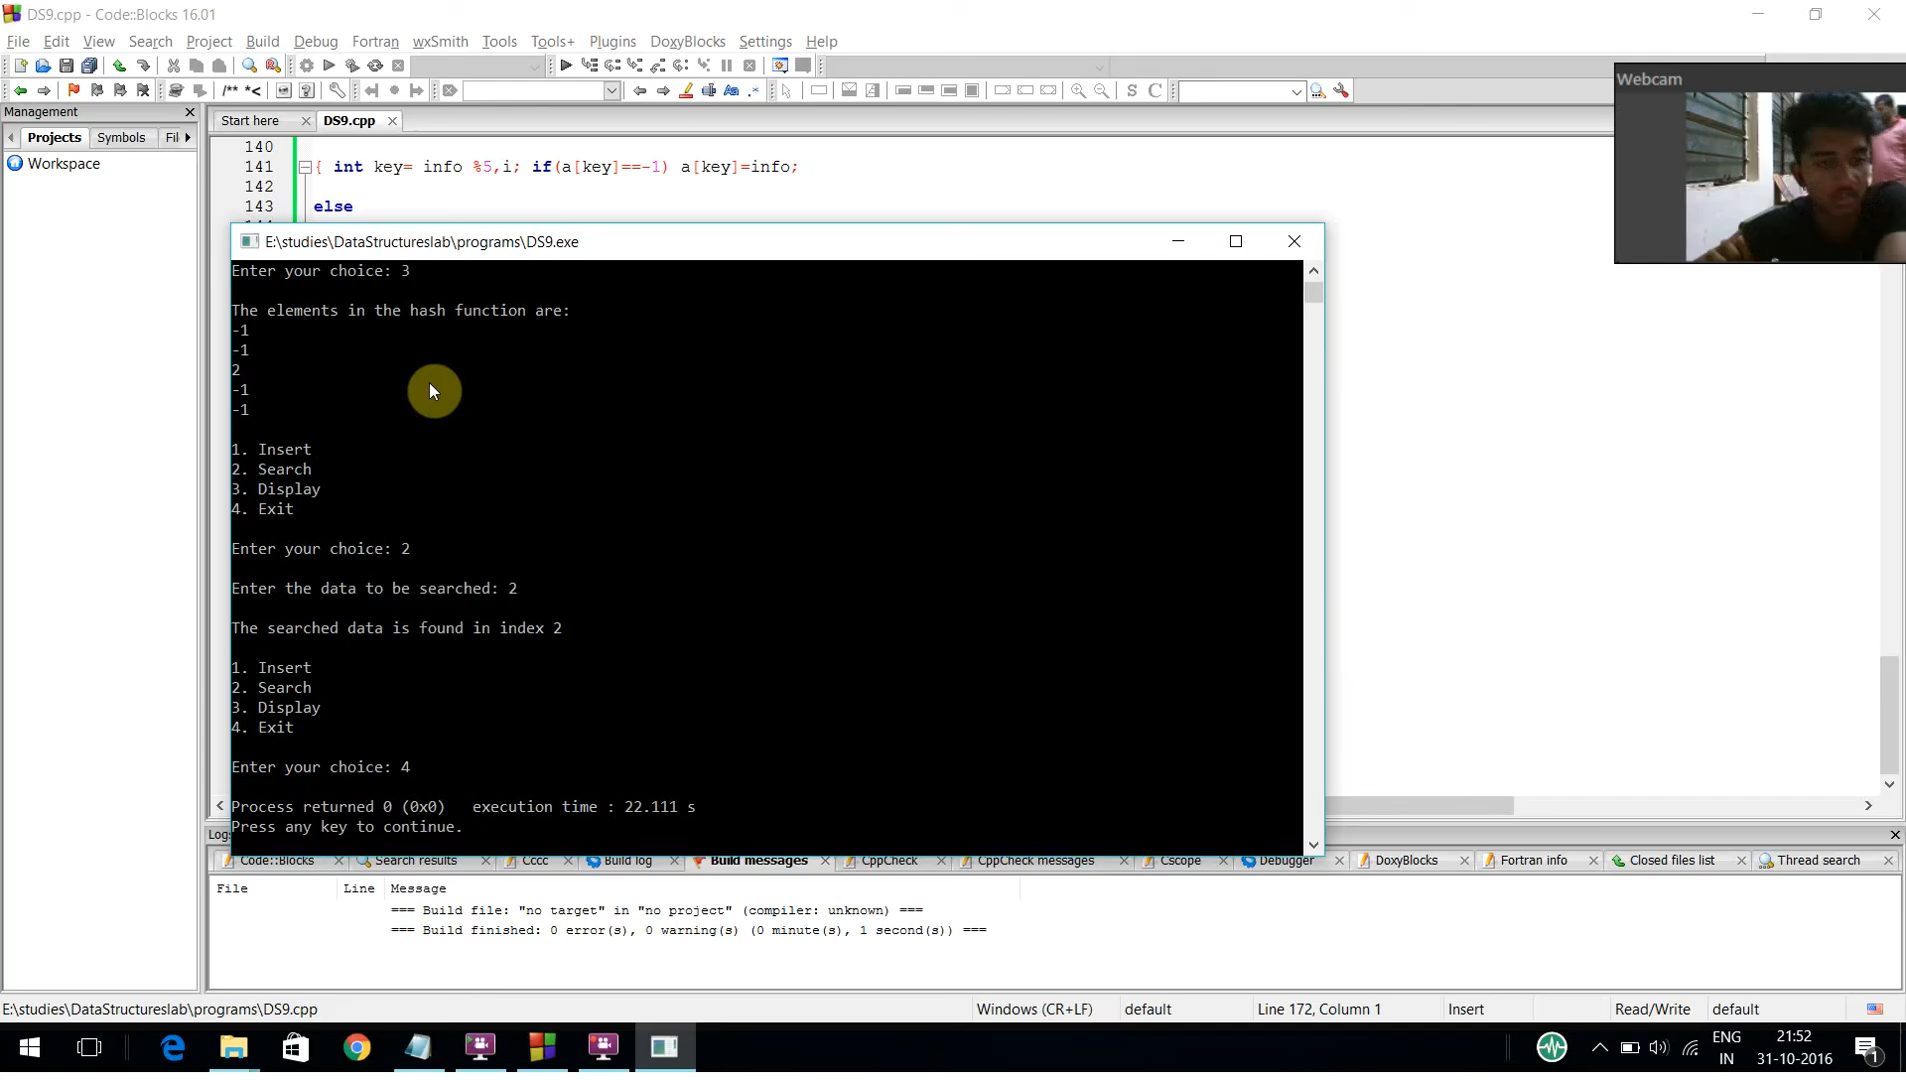 DS9.cpp - Code::Blocks 16.01
File Edit View Search Project Build Debug Fortran wxSmith Tools Tools+ Plugins DoxyBlocks Settings Help
/** *<
S C
Webcam
Management
Projects Symbols Fil
Workspace
Start here DS9.cpp
140
141 { int key= info %5,i; if(a[key]==-1) a[key]=info;
142
143 else
E:\studies\DataStructureslab\programs\DS9.exe
Enter your choice: 3
The elements in the hash function are:
-1
-1
2
-1
-1
1. Insert
2. Search
3. Display
4. Exit
Enter your choice: 2
Enter the data to be searched: 2
The searched data is found in index 2
1. Insert
2. Search
3. Display
4. Exit
Enter your choice: 4
Process returned 0 (0x0) execution time : 22.111 s
Press any key to continue.
Code::Blocks Search results Cccc Build log Build messages CppCheck CppCheck messages Cscope Debugger DoxyBlocks Fortran info Closed files list Thread search
File Line Message
=== Build file: "no target" in "no project" (compiler: unknown) ===
=== Build finished: 0 error(s), 0 warning(s) (0 minute(s), 1 second(s)) ===
E:\studies\DataStructureslab\programs\DS9.cpp Windows (CR+LF) default Line 172, Column 1 Insert Read/Write default
ENG 21:52
IN 31-10-2016 1